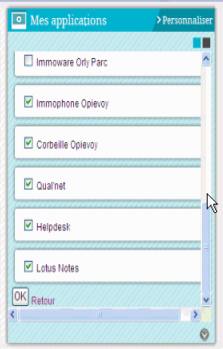 Mes applications
> Personnaliser
Immoware Orly Parc
Immophone Opievoy
Corbeille Opievoy
Qual'net
Helpdesk
Lotus Notes
OK Retour